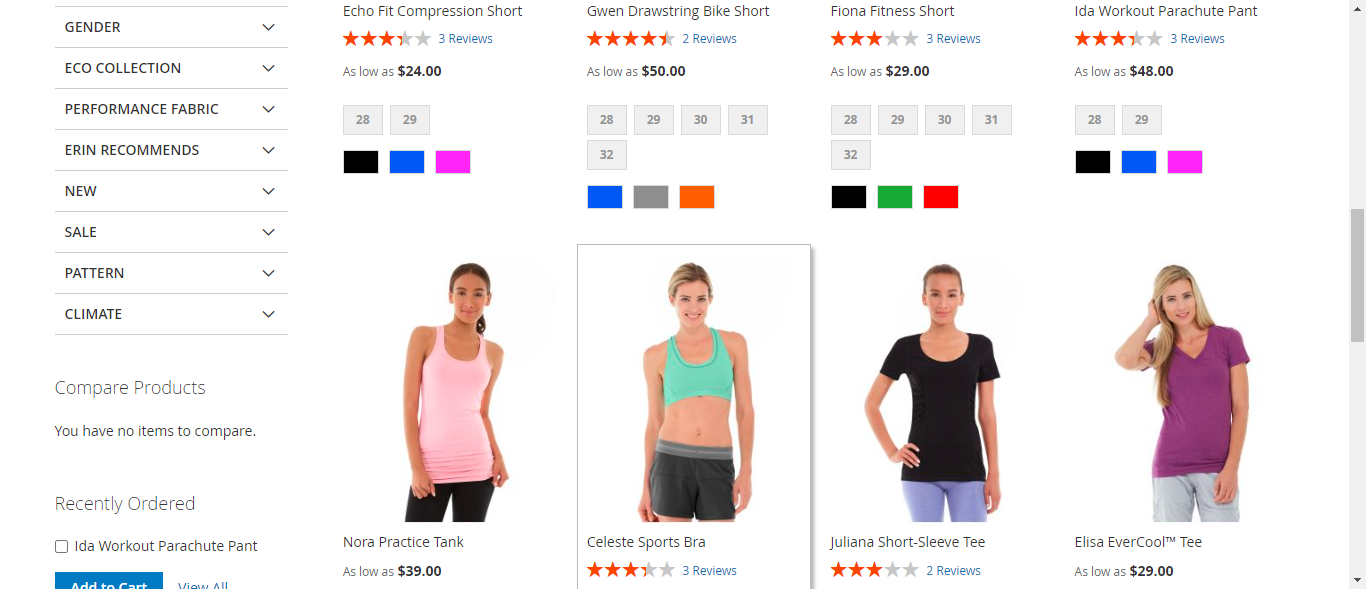 GENDER
ECO COLLECTION
PERFORMANCE FABRIC
ERIN RECOMMENDS
NEW
SALE
PATTERN
CLIMATE
Compare Products
You have no items to compare.
Recently Ordered
Ida Workout Parachute Pant
Add to Cart View All
Echo Fit Compression Short
3 Reviews
As low as $24.00
28 29
Gwen Drawstring Bike Short
2 Reviews
As low as $50.00
28 29 30 31
32
Fiona Fitness Short
3 Reviews
As low as $29.00
28 29 30 31
32
Ida Workout Parachute Pant
3 Reviews
As low as $48.00
28 29
Nora Practice Tank
As low as $39.00
Celeste Sports Bra
3 Reviews
Juliana Short-Sleeve Tee
2 Reviews
Elisa EverCool™ Tee
As low as $29.00